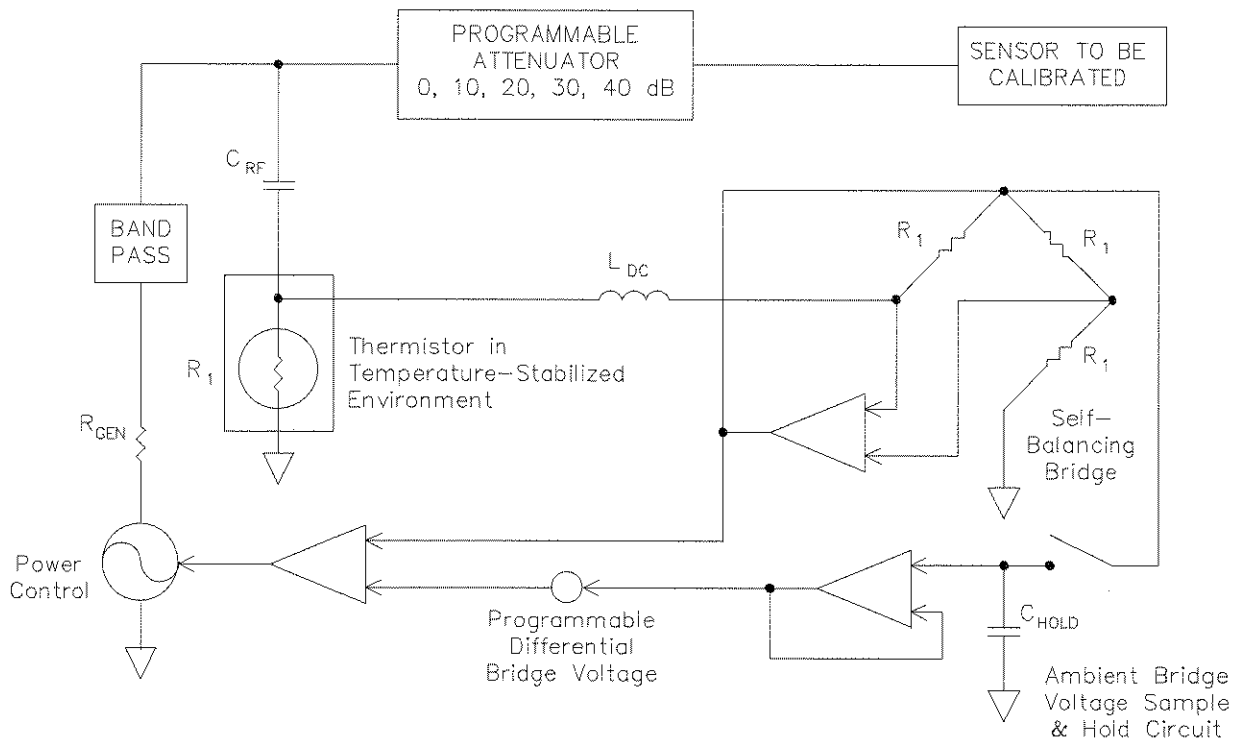 PROGRAMMABLE
ATTENUATOR
0, 10, 20, 30, 40 dB
SENSOR TO BE
CALIBRATED
C RF
BAND
PASS
R 1
R 1
L DC
R 1
Thermistor in
Temperature-Stabilized
Environment
R 1
R GEN
Self-
Balancing
Bridge
Power
Control
Programmable
Differential
Bridge Voltage
C HOLD
Ambient Bridge
Voltage Sample
& Hold Circuit